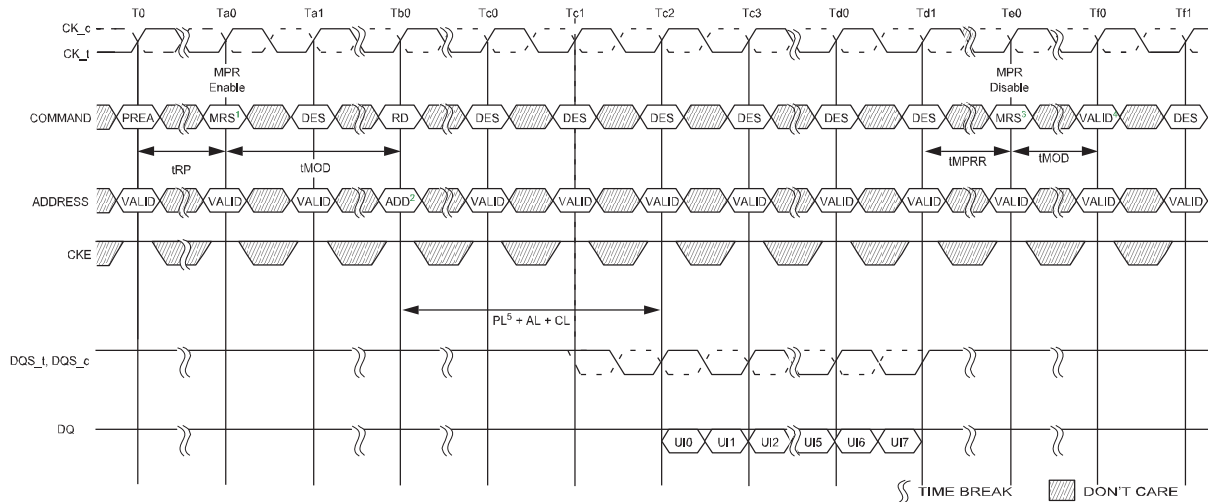 T0 Ta0 Ta1 Tb0 Tc0 Tc1 Tc2 Tc3 Td0 Td1 Te0 Tf0 Tf1
CK_c
CK_t
MPR Enable MPR Disable
COMMAND PREA MRS¹ DES RD DES DES DES DES DES DES MRS³ VALID⁴ DES
tRP tMOD tMPRR tMOD
ADDRESS VALID VALID VALID ADD² VALID VALID VALID VALID VALID VALID VALID VALID VALID
CKE
PL⁵ + AL + CL
DQS_t, DQS_c
DQ UI0 UI1 UI2 UI5 UI6 UI7
TIME BREAK DON'T CARE